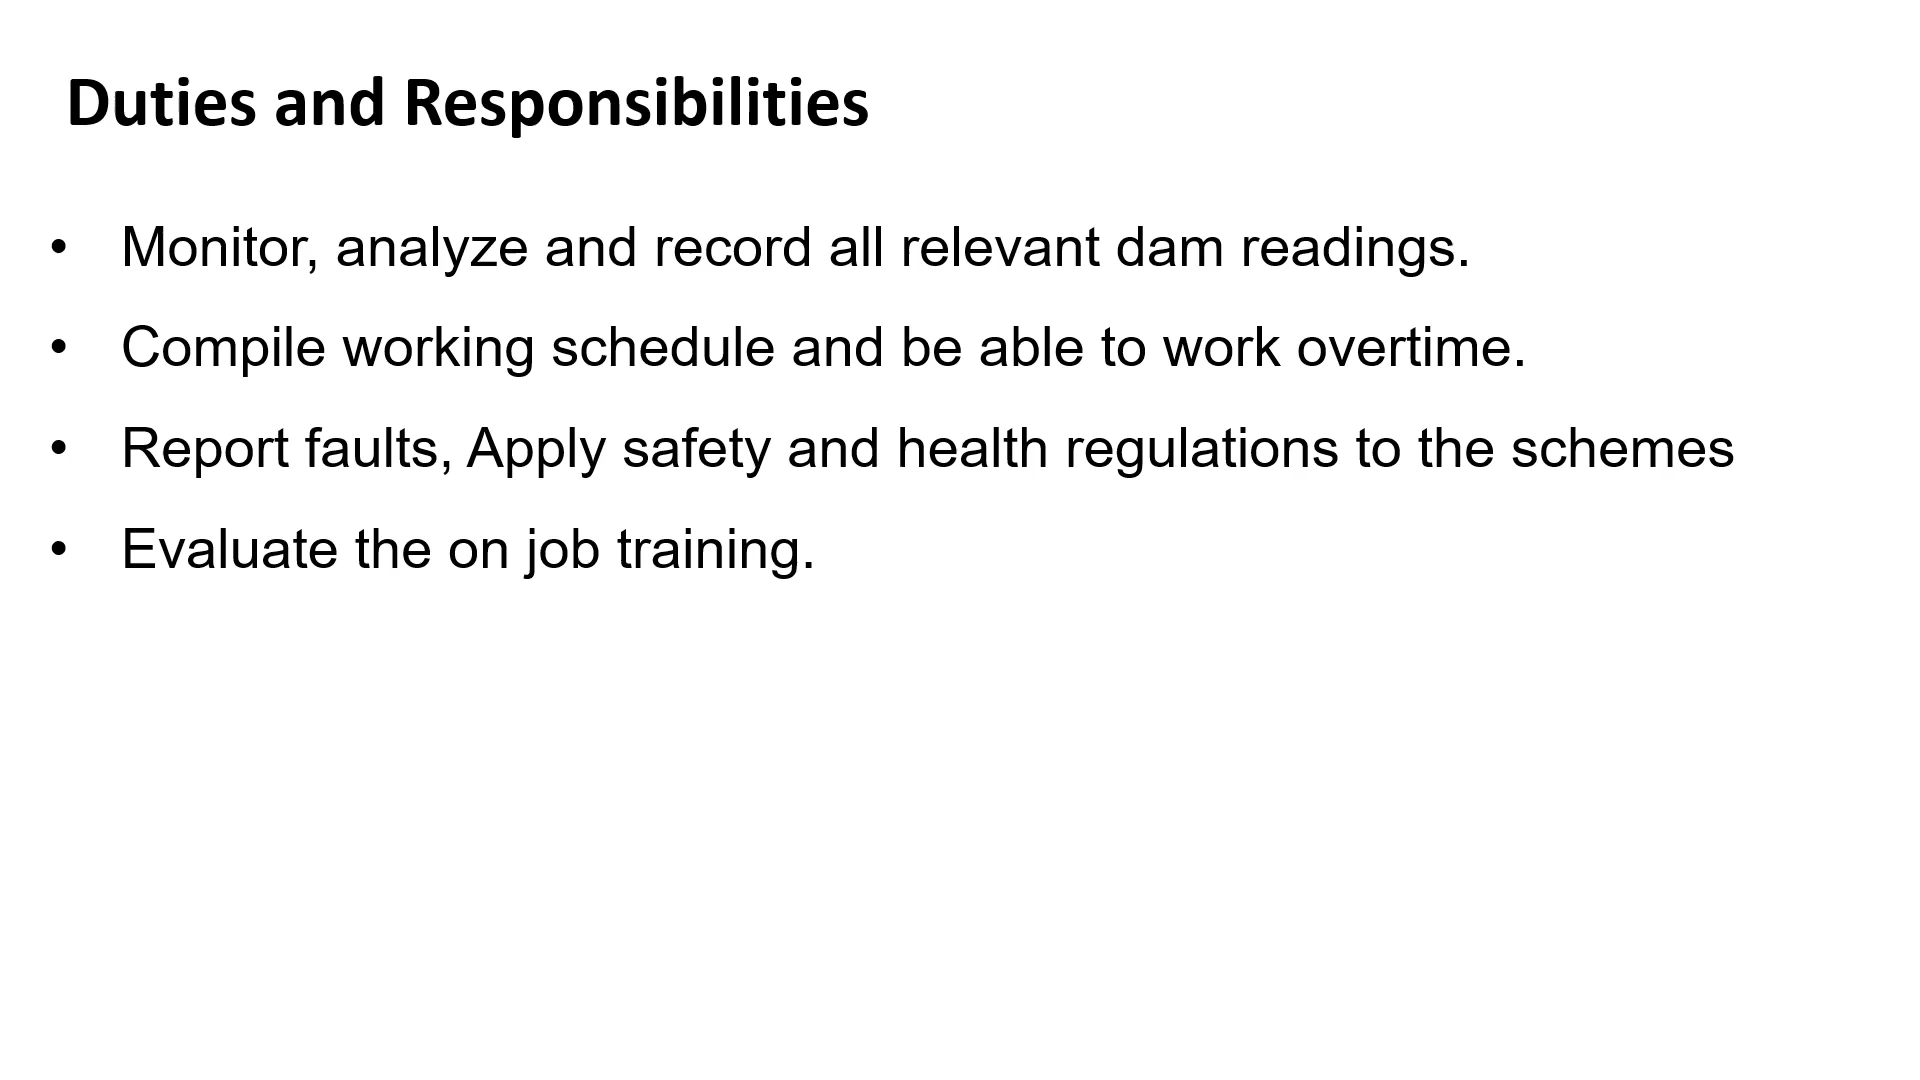 Duties and Responsibilities
• Monitor, analyze and record all relevant dam readings.
• Compile working schedule and be able to work overtime.
• Report faults, Apply safety and health regulations to the schemes
• Evaluate the on job training.